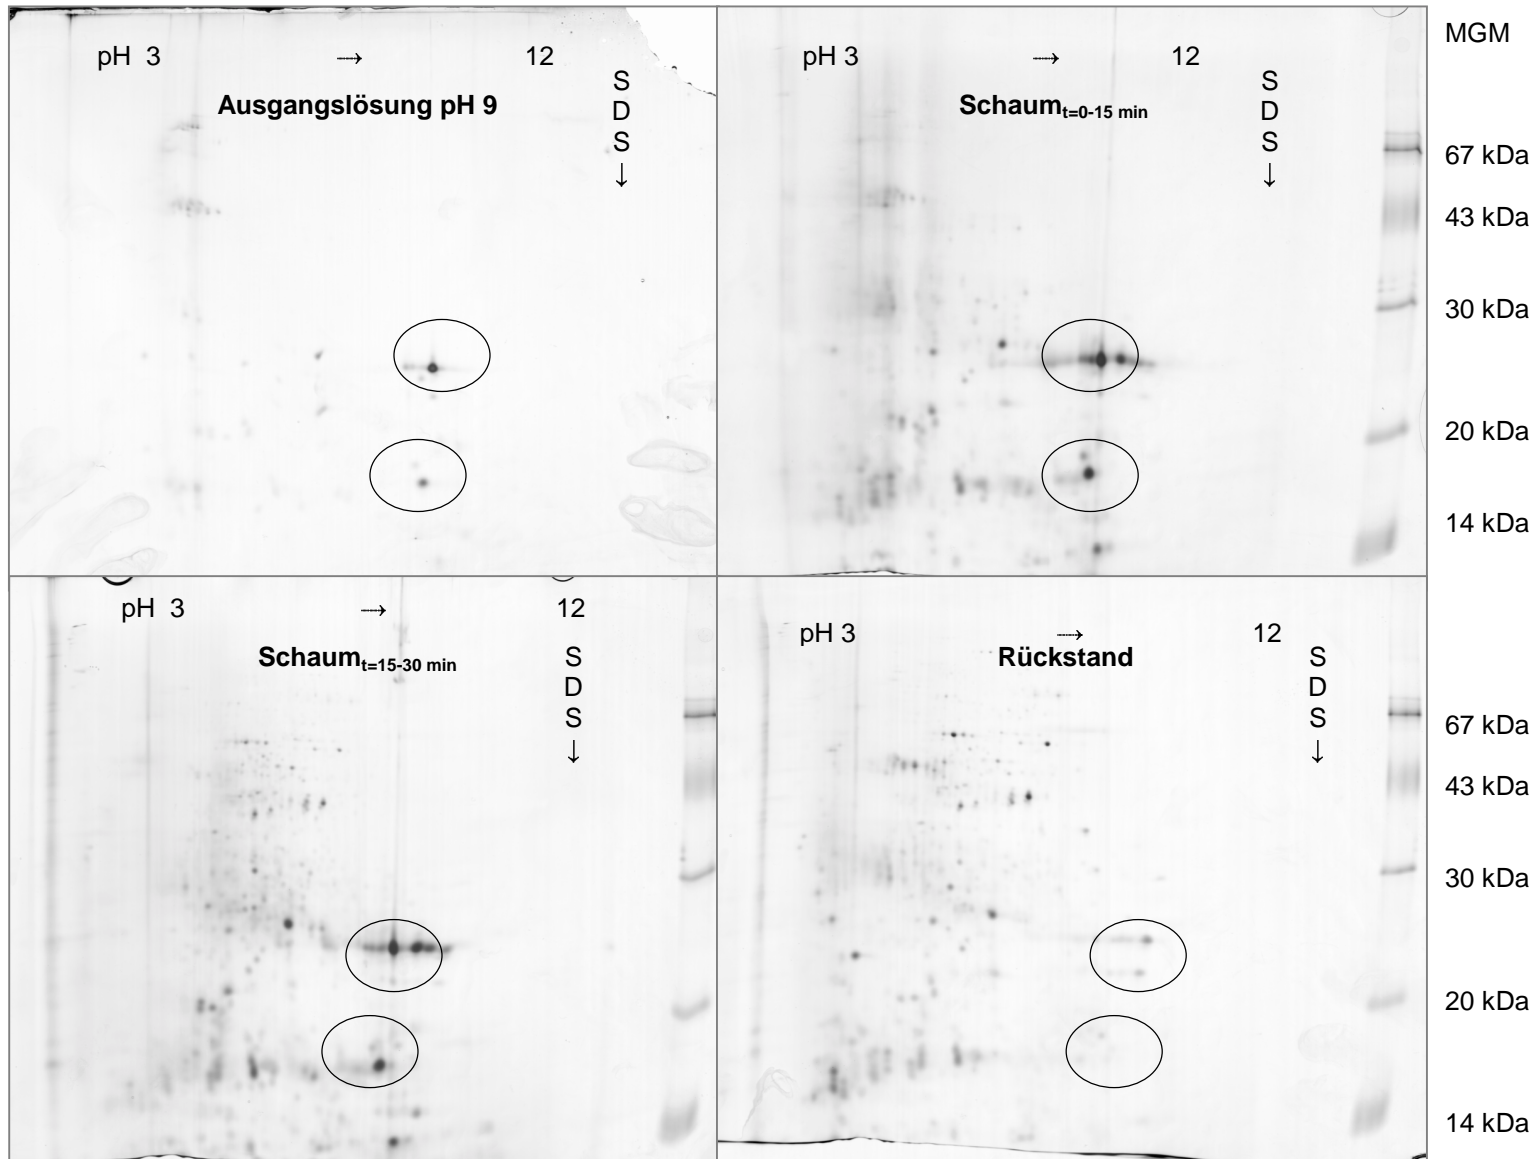 pH 3 → 12
Ausgangslösung pH 9
S
D
S
↓
pH 3 → 12
Schaum t=0-15 min
S
D
S
↓
MGM
67 kDa
43 kDa
30 kDa
20 kDa
14 kDa
pH 3 → 12
Schaum t=15-30 min
S
D
S
↓
pH 3 → 12
Rückstand
S
D
S
↓
67 kDa
43 kDa
30 kDa
20 kDa
14 kDa